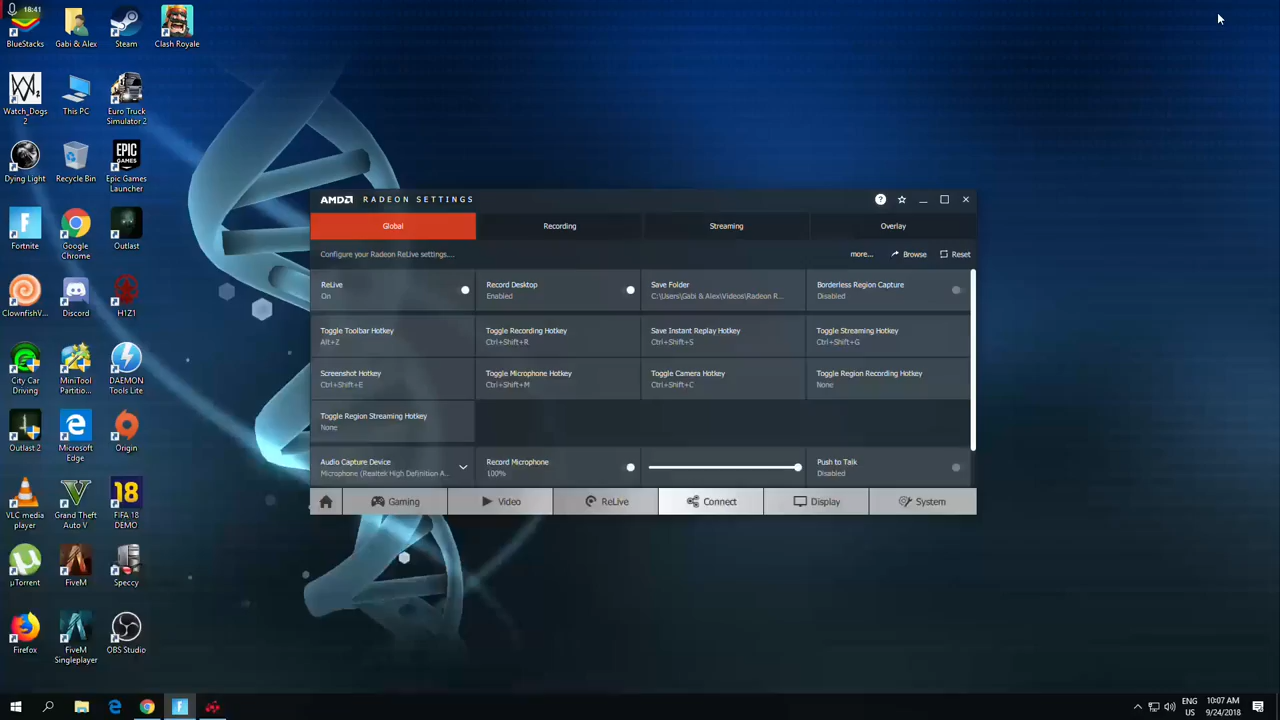 18:41
BlueStacks
Gabi & Alex
Steam
Clash Royale
Watch_Dogs
2
This PC
Euro Truck
Simulator 2
Dying Light
Recycle Bin
EPIC
GAMES
Epic Games
Launcher
Fortnite
Google
Chrome
Outlast
ClownfishV...
Discord
H1Z1
City Car
Driving
MiniTool
Partitio...
DAEMON
Tools Lite
Outlast 2
Microsoft
Edge
Origin
VLC media
player
Grand Theft
Auto V
18
FIFA 18
DEMO
µTorrent
FiveM
Speccy
Firefox
FiveM
Singleplayer
OBS Studio
AMD RADEON SETTINGS
Global
Recording
Streaming
Overlay
Configure your Radeon ReLive settings....
more...
Browse
Reset
ReLive
On
Record Desktop
Enabled
Save Folder
C:\Users\Gabi & Alex\Videos\Radeon R...
Borderless Region Capture
Disabled
Toggle Toolbar Hotkey
Alt+Z
Toggle Recording Hotkey
Ctrl+Shift+R
Save Instant Replay Hotkey
Ctrl+Shift+S
Toggle Streaming Hotkey
Ctrl+Shift+G
Screenshot Hotkey
Ctrl+Shift+E
Toggle Microphone Hotkey
Ctrl+Shift+M
Toggle Camera Hotkey
Ctrl+Shift+C
Toggle Region Recording Hotkey
None
Toggle Region Streaming Hotkey
None
Audio Capture Device
Microphone (Realtek High Definition A...
Record Microphone
100%
Push to Talk
Disabled
Gaming
Video
ReLive
Connect
Display
System
ENG
US
10:07 AM
9/24/2018